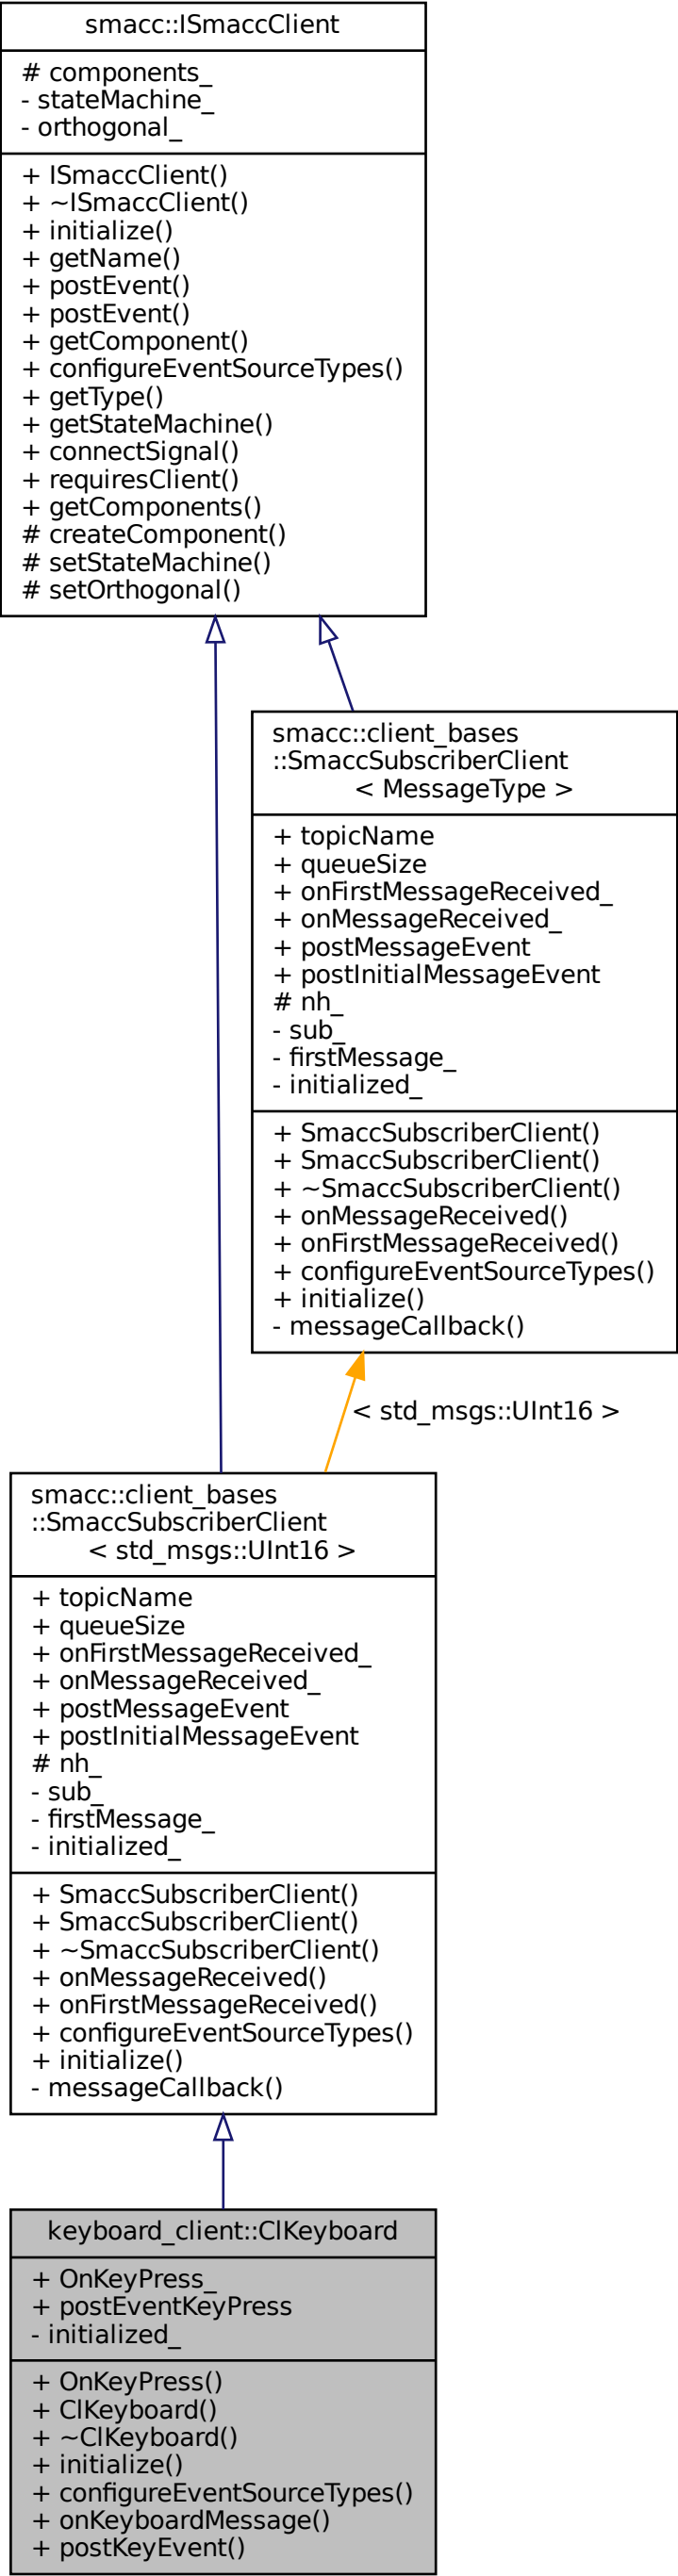 smacc::ISmaccClient
# components_
- stateMachine_
- orthogonal_
+ ISmaccClient()
+ ~ISmaccClient()
+ initialize()
+ getName()
+ postEvent()
+ postEvent()
+ getComponent()
+ configureEventSourceTypes()
+ getType()
+ getStateMachine()
+ connectSignal()
+ requiresClient()
+ getComponents()
# createComponent()
# setStateMachine()
# setOrthogonal()
smacc::client_bases
::SmaccSubscriberClient
< MessageType >
+ topicName
+ queueSize
+ onFirstMessageReceived_
+ onMessageReceived_
+ postMessageEvent
+ postInitialMessageEvent
# nh_
- sub_
- firstMessage_
- initialized_
+ SmaccSubscriberClient()
+ SmaccSubscriberClient()
+ ~SmaccSubscriberClient()
+ onMessageReceived()
+ onFirstMessageReceived()
+ configureEventSourceTypes()
+ initialize()
- messageCallback()
< std_msgs::UInt16 >
smacc::client_bases
::SmaccSubscriberClient
< std_msgs::UInt16 >
+ topicName
+ queueSize
+ onFirstMessageReceived_
+ onMessageReceived_
+ postMessageEvent
+ postInitialMessageEvent
# nh_
- sub_
- firstMessage_
- initialized_
+ SmaccSubscriberClient()
+ SmaccSubscriberClient()
+ ~SmaccSubscriberClient()
+ onMessageReceived()
+ onFirstMessageReceived()
+ configureEventSourceTypes()
+ initialize()
- messageCallback()
keyboard_client::ClKeyboard
+ OnKeyPress_
+ postEventKeyPress
- initialized_
+ OnKeyPress()
+ ClKeyboard()
+ ~ClKeyboard()
+ initialize()
+ configureEventSourceTypes()
+ onKeyboardMessage()
+ postKeyEvent()